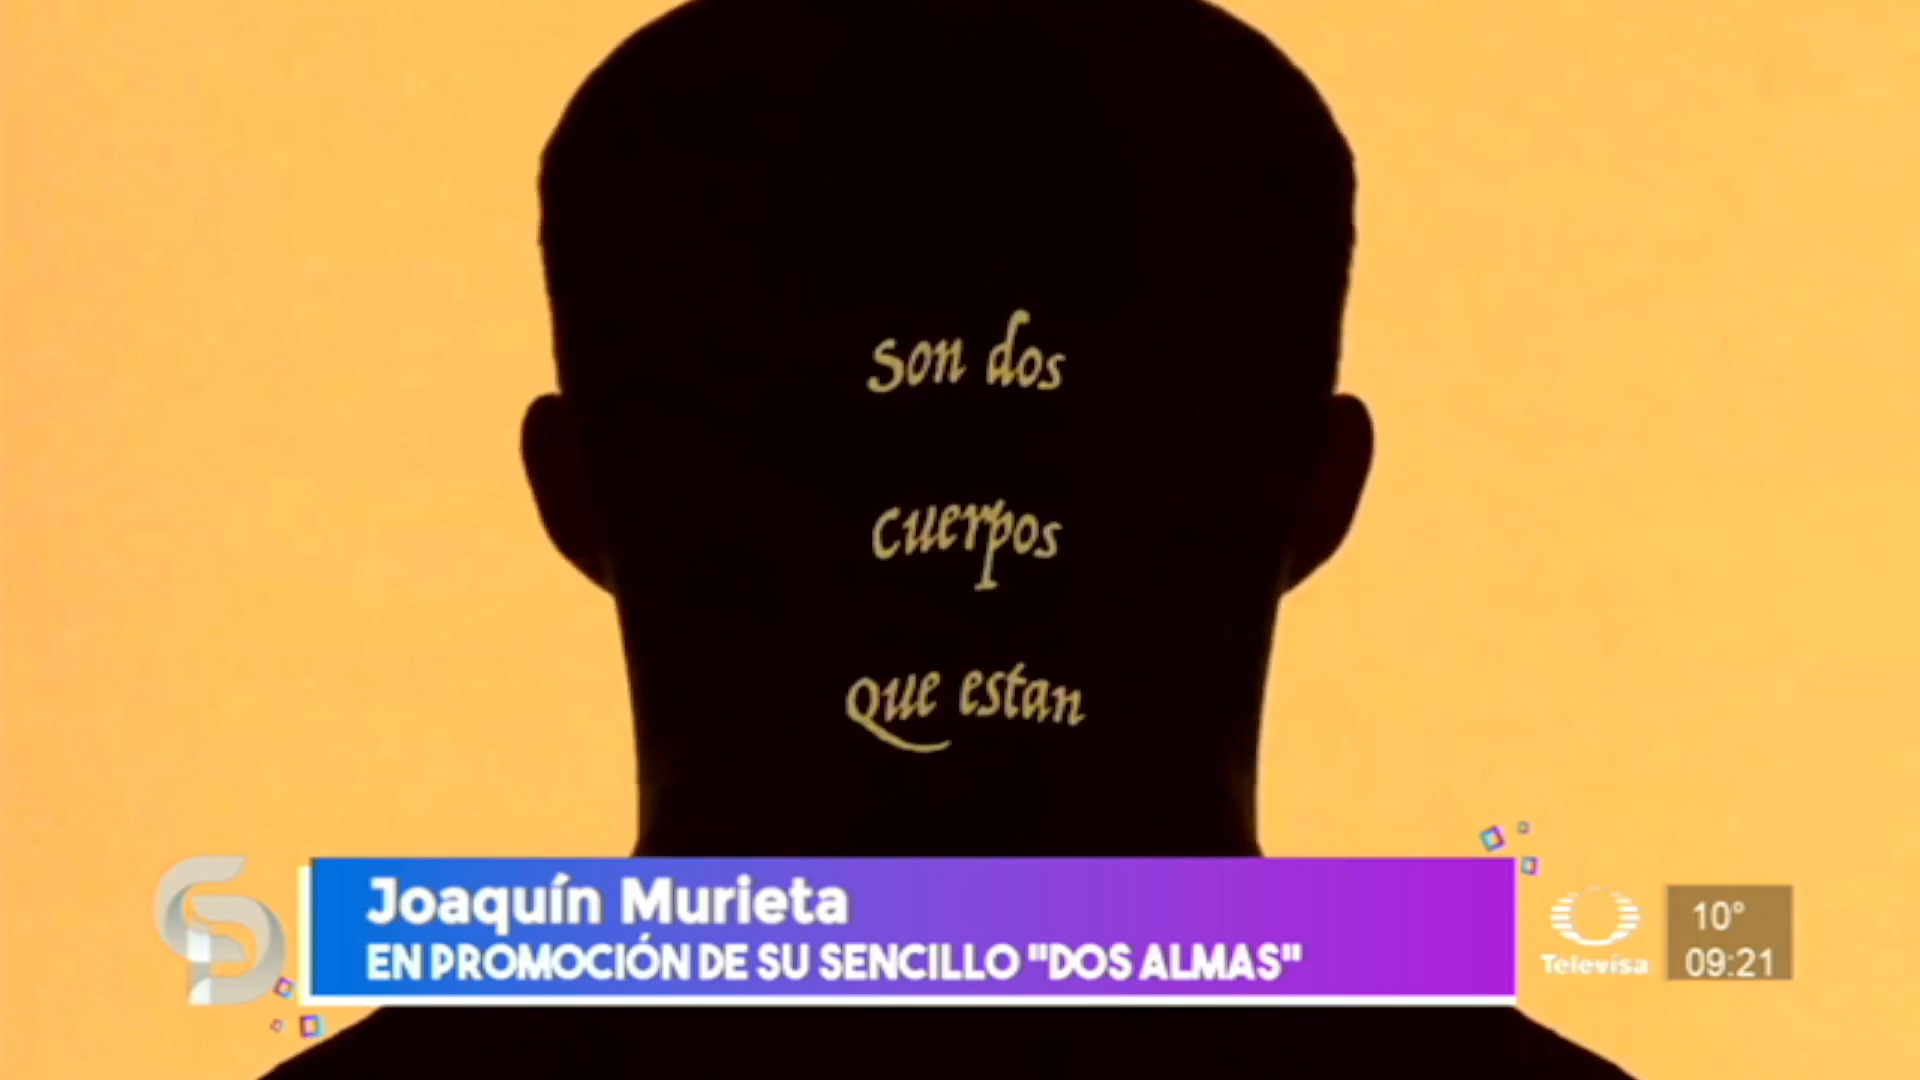 son dos
cuerpos
Que estan
Joaquín Murieta
EN PROMOCIÓN DE SU SENCILLO "DOS ALMAS"
Televisa
10°
09:21